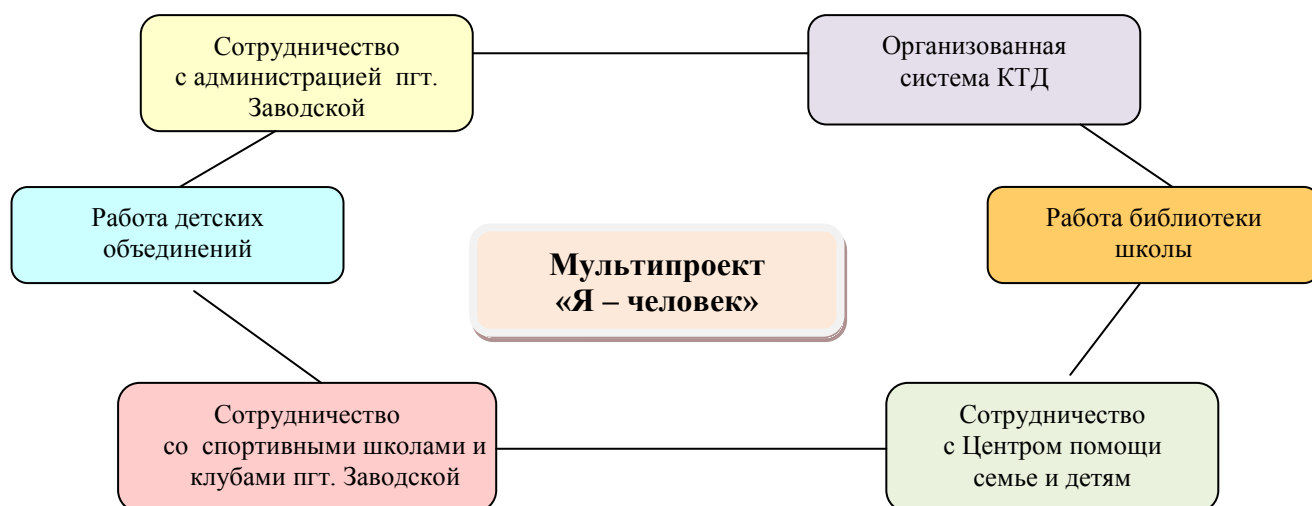 Сотрудничество
с администрацией пгт.
Заводской
Организованная
система КТД
Работа детских
объединений
Мультипроект
«Я – человек»
Работа библиотеки
школы
Сотрудничество
со спортивными школами и
клубами пгт. Заводской
Сотрудничество
с Центром помощи
семье и детям